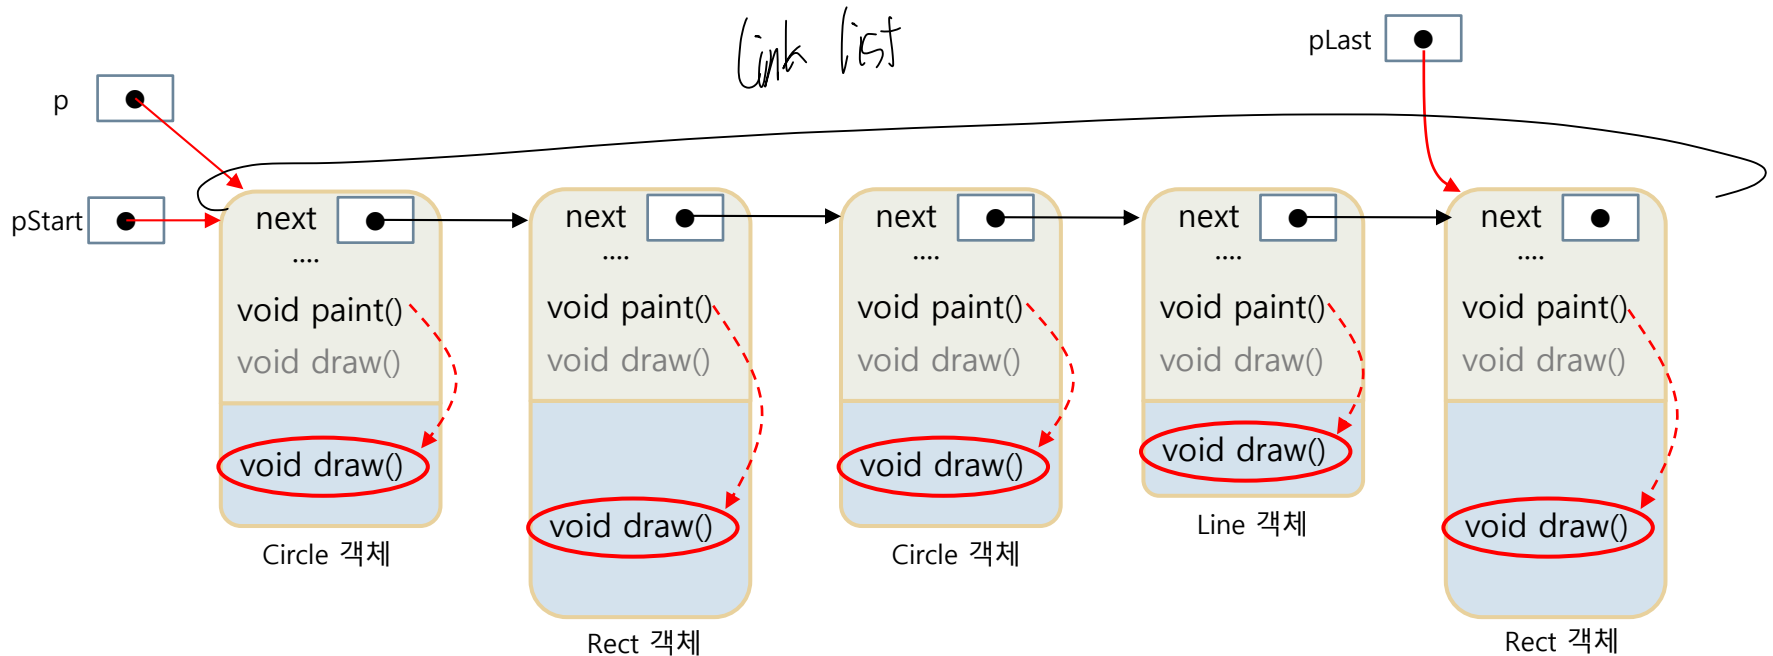 Link list
pLast
p
pStart
next
....
void paint()
void draw()
void draw()
Circle 객체
next
....
void paint()
void draw()
void draw()
Rect 객체
next
....
void paint()
void draw()
void draw()
Circle 객체
next
....
void paint()
void draw()
void draw()
Line 객체
next
....
void paint()
void draw()
void draw()
Rect 객체